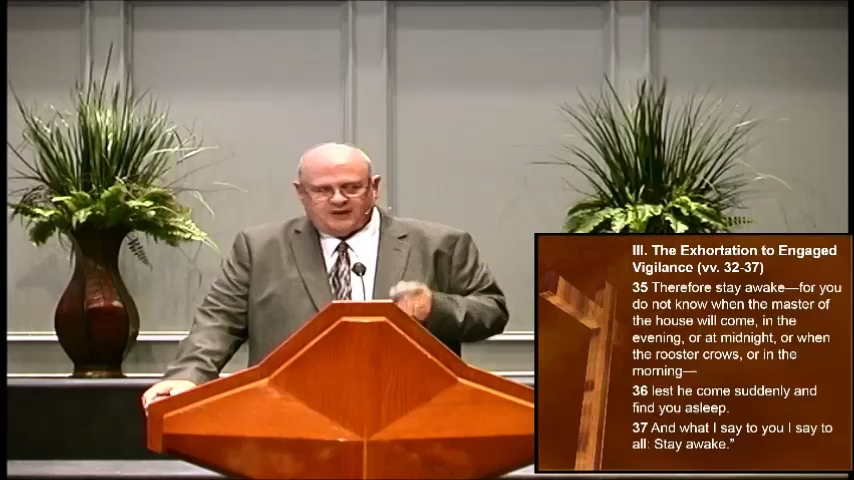 III. The Exhortation to Engaged
Vigilance (vv. 32-37)
35 Therefore stay awake—for you
do not know when the master of
the house will come, in the
evening, or at midnight, or when
the rooster crows, or in the
morning—
36 lest he come suddenly and
find you asleep.
37 And what I say to you I say to
all: Stay awake.”